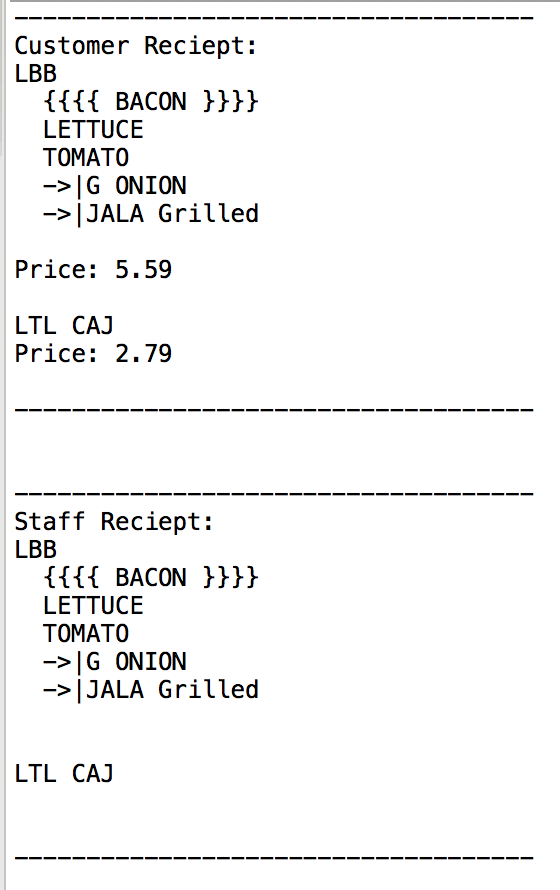 ------------------------------------
Customer Reciept:
LBB
  {{{{ BACON }}}}
  LETTUCE
  TOMATO
  ->|G ONION
  ->|JALA Grilled

Price: 5.59

LTL CAJ
Price: 2.79

------------------------------------


------------------------------------
Staff Reciept:
LBB
  {{{{ BACON }}}}
  LETTUCE
  TOMATO
  ->|G ONION
  ->|JALA Grilled


LTL CAJ


------------------------------------